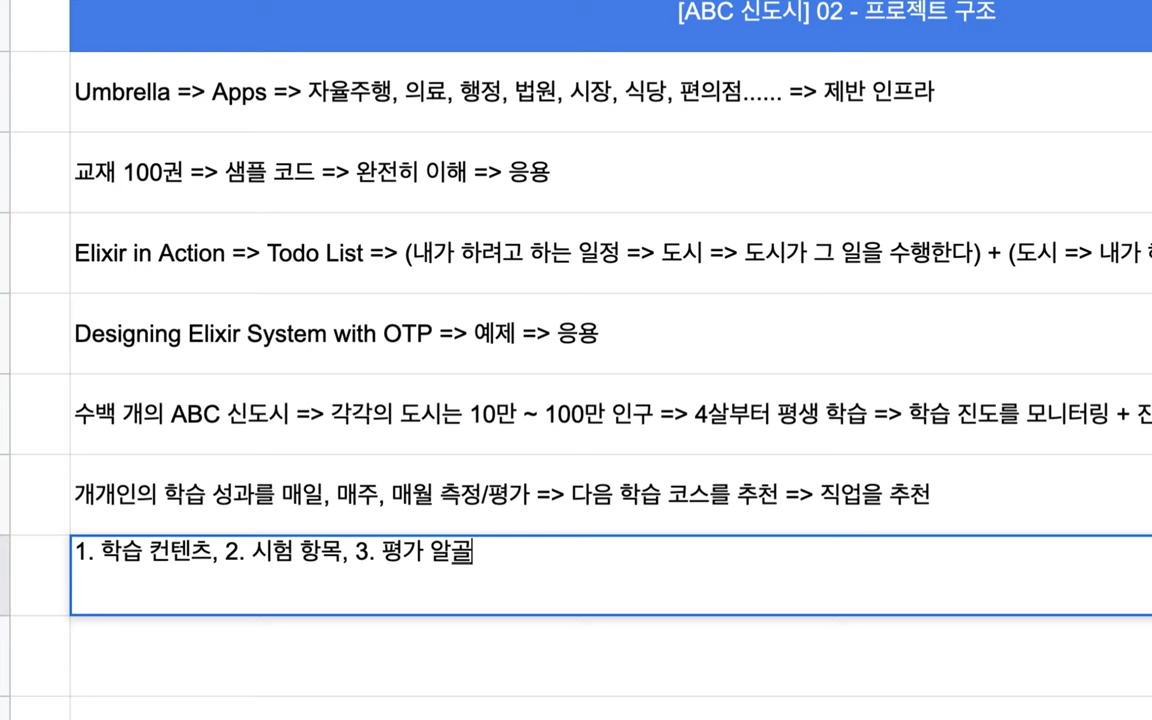 [ABC 신도시] 02 - 프로젝트 구조
Umbrella => Apps => 자율주행, 의료, 행정, 법원, 시장, 식당, 편의점...... => 제반 인프라
교재 100권 => 샘플 코드 => 완전히 이해 => 응용
Elixir in Action => Todo List => (내가 하려고 하는 일정 => 도시 => 도시가 그 일을 수행한다) + (도시 => 내가
Designing Elixir System with OTP => 예제 => 응용
수백 개의 ABC 신도시 => 각각의 도시는 10만 ~ 100만 인구 => 4살부터 평생 학습 => 학습 진도를 모니터링 +
개개인의 학습 성과를 매일, 매주, 매월 측정/평가 => 다음 학습 코스를 추천 => 직업을 추천
1. 학습 컨텐츠, 2. 시험 항목, 3. 평가 알골